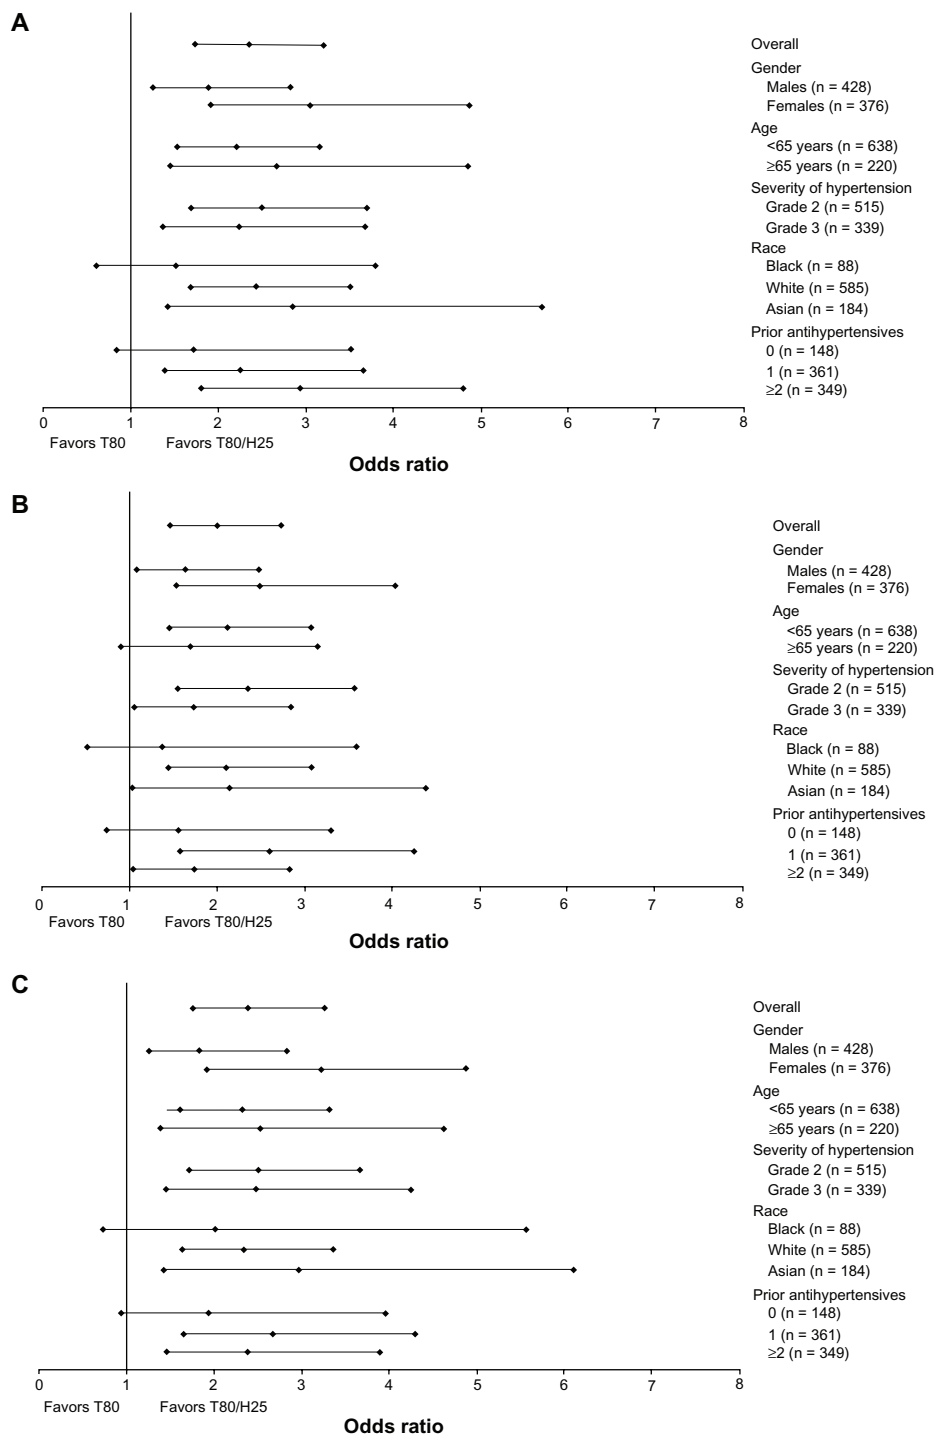 A
Overall
Gender
Males (n = 428)
Females (n = 376)
Age
<65 years (n = 638)
≥65 years (n = 220)
Severity of hypertension
Grade 2 (n = 515)
Grade 3 (n = 339)
Race
Black (n = 88)
White (n = 585)
Asian (n = 184)
Prior antihypertensives
0 (n = 148)
1 (n = 361)
≥2 (n = 349)
0 1 2 3 4 5 6 7 8
Favors T80 Favors T80/H25
Odds ratio
B
Overall
Gender
Males (n = 428)
Females (n = 376)
Age
<65 years (n = 638)
≥65 years (n = 220)
Severity of hypertension
Grade 2 (n = 515)
Grade 3 (n = 339)
Race
Black (n = 88)
White (n = 585)
Asian (n = 184)
Prior antihypertensives
0 (n = 148)
1 (n = 361)
≥2 (n = 349)
0 1 2 3 4 5 6 7 8
Favors T80 Favors T80/H25
Odds ratio
C
Overall
Gender
Males (n = 428)
Females (n = 376)
Age
<65 years (n = 638)
≥65 years (n = 220)
Severity of hypertension
Grade 2 (n = 515)
Grade 3 (n = 339)
Race
Black (n = 88)
White (n = 585)
Asian (n = 184)
Prior antihypertensives
0 (n = 148)
1 (n = 361)
≥2 (n = 349)
0 1 2 3 4 5 6 7 8
Favors T80 Favors T80/H25
Odds ratio